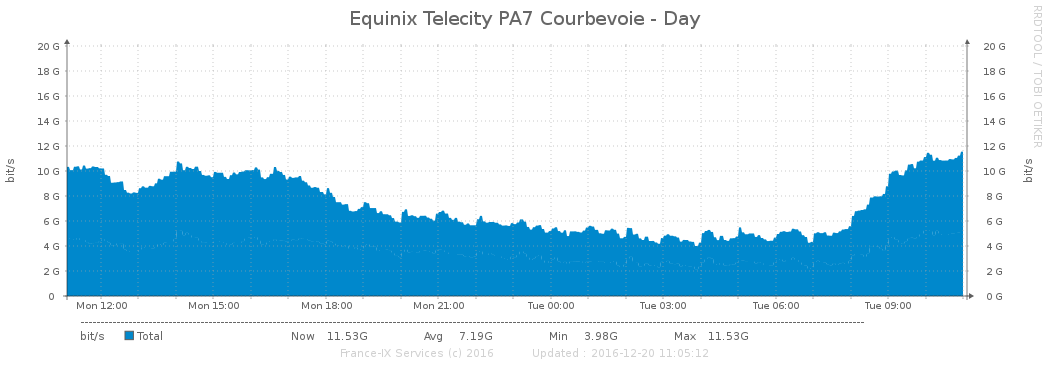 Equinix Telecity PA7 Courbevoie - Day
RRDTOOL / TOBI OETIKER
20 G 20 G
18 G 18 G
16 G 16 G
14 G 14 G
12 G 12 G
10 G 10 G
8 G 8 G
6 G 6 G
4 G 4 G
2 G 2 G
0 0 G
bit/s
bit/s
Mon 12:00 Mon 15:00 Mon 18:00 Mon 21:00 Tue 00:00 Tue 03:00 Tue 06:00 Tue 09:00
bit/s Total Now 11.53G Avg 7.19G Min 3.98G Max 11.53G
France-IX Services (c) 2016 Updated : 2016-12-20 11:05:12